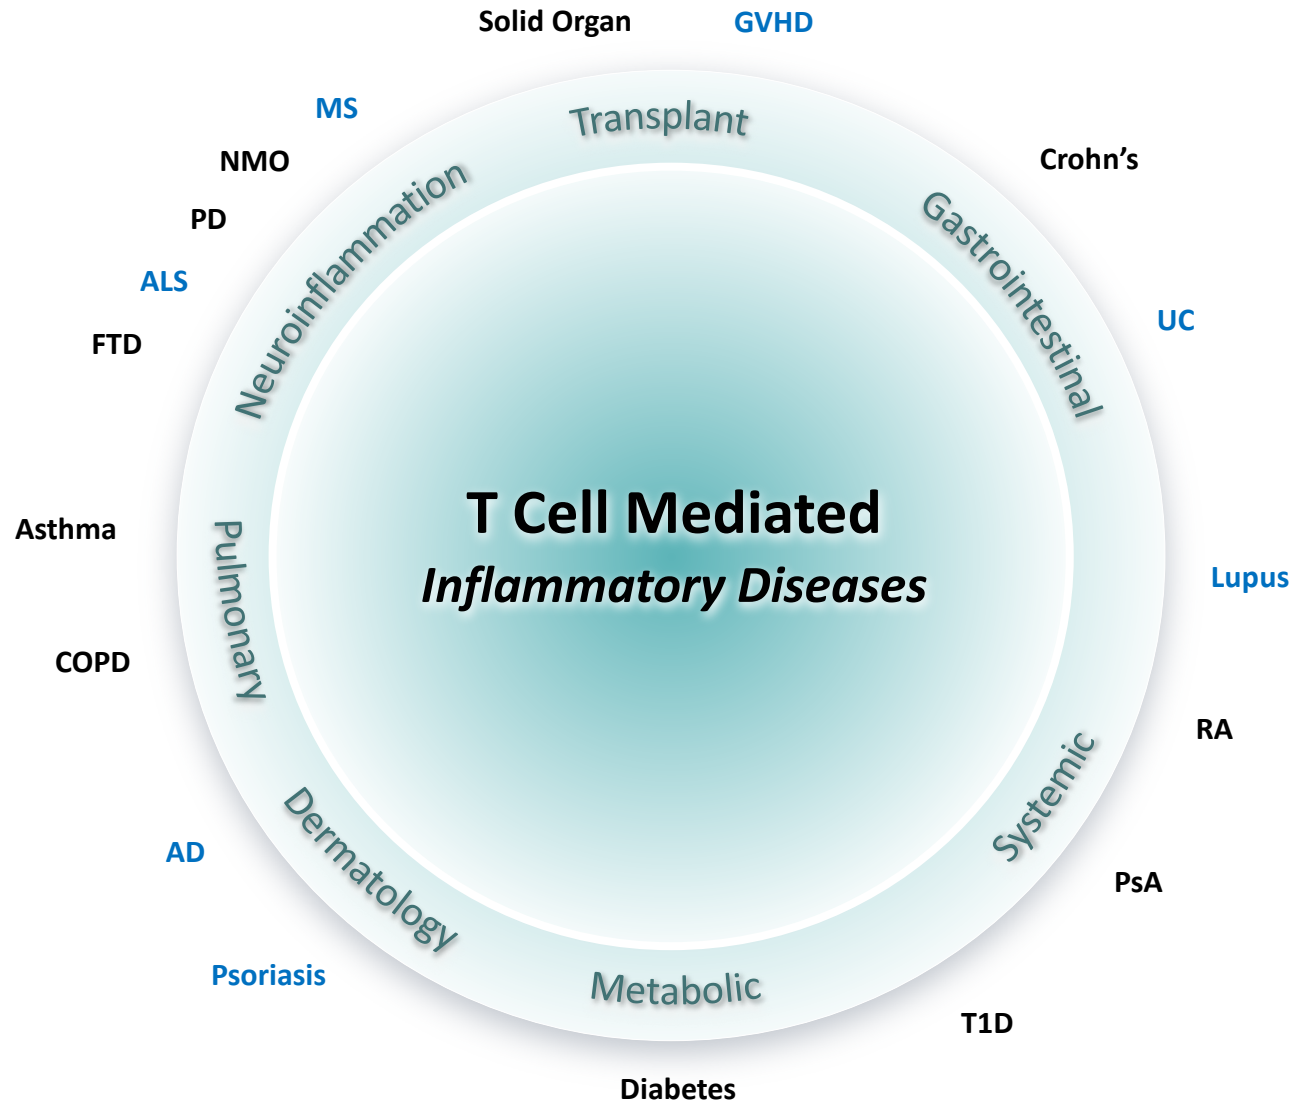 Solid Organ
GVHD
MS
Transplant
NMO
Crohn’s
PD
Neuroinflammation
Gastrointestinal
ALS
UC
FTD
T Cell Mediated
Inflammatory Diseases
Asthma
Pulmonary
Lupus
COPD
RA
Systemic
AD
Dermatology
PsA
Psoriasis
Metabolic
T1D
Diabetes